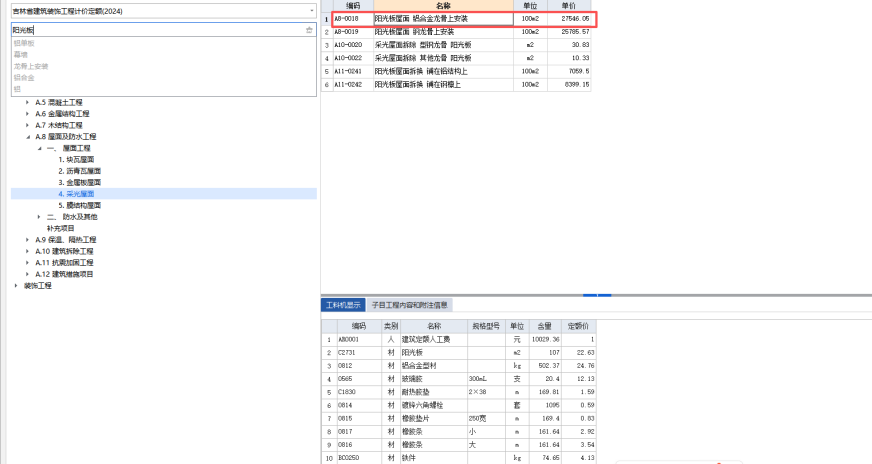 吉林省建筑装饰工程计价定额(2024)
阳光板
铝单板
幕墙
龙骨上安装
铝合金
铝
A.5 混凝土工程
A.6 金属结构工程
A.7 木结构工程
A.8 屋面及防水工程
一、 屋面工程
1. 块瓦屋面
2. 沥青瓦屋面
3. 金属板屋面
4. 采光屋面
5. 膜结构屋面
二、 防水及其他
补充项目
A.9 保温、隔热工程
A.10 建筑拆除工程
A.11 抗震加固工程
A.12 建筑措施项目
装饰工程
编码 名称 单位 单价
1 A8-0018 阳光板屋面 铝合金龙骨上安装 100m2 27546.05
2 A8-0019 阳光板屋面 钢龙骨上安装 100m2 25785.57
3 A10-0020 采光屋面拆除 型钢龙骨 阳光板 m2 30.83
4 A10-0022 采光屋面拆除 其他龙骨 阳光板 m2 10.33
5 A11-0241 阳光板屋面拆换 铺在铝结构上 100m2 7059.5
6 A11-0242 阳光板屋面拆换 铺在钢檩上 100m2 8399.15
工料机显示 子目工程内容和附注信息
编码 类别 名称 规格型号 单位 含量 定额价
1 AB0001 人 建筑定额人工费 元 10029.36 1
2 C2731 材 阳光板 m2 107 22.63
3 0812 材 铝合金型材 kg 502.37 24.76
4 0565 材 玻璃胶 300mL 支 20.4 12.13
5 C1830 材 耐热胶垫 2×38 m 169.81 1.59
6 0814 材 镀锌六角螺栓 套 1095 0.59
7 0815 材 橡胶垫片 250宽 m 169.4 0.83
8 0817 材 橡胶条 小 m 161.64 2.92
9 0816 材 橡胶条 大 m 161.64 3.54
10 BC0250 材 铁件 kg 74.65 4.13